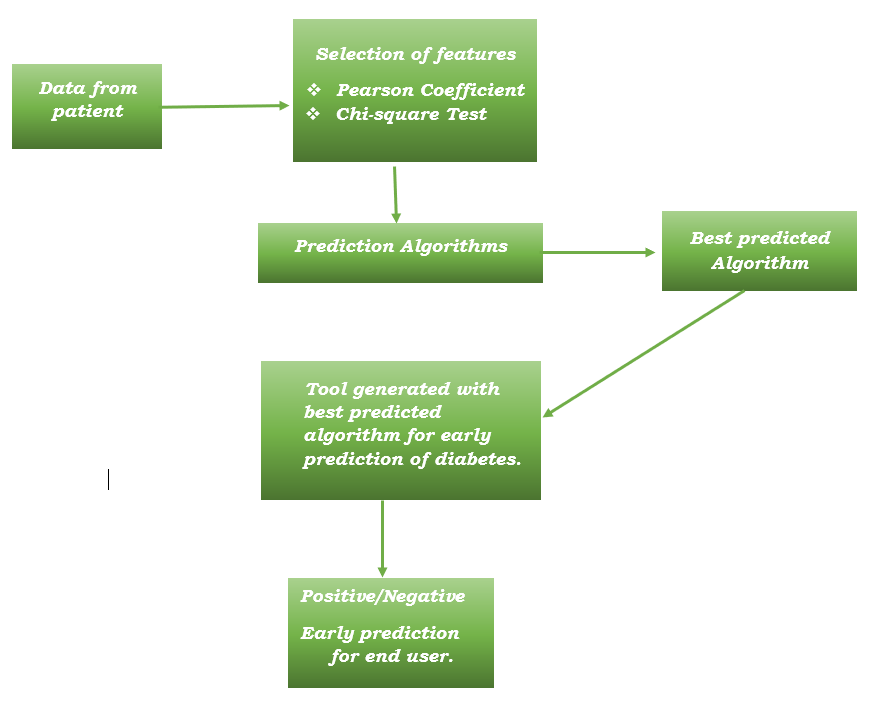 Data from
patient
Selection of features
❖ Pearson Coefficient
❖ Chi-square Test
Prediction Algorithms
Best predicted
Algorithm
Tool generated with
best predicted
algorithm for early
prediction of diabetes.
Positive/Negative
Early prediction
for end user.